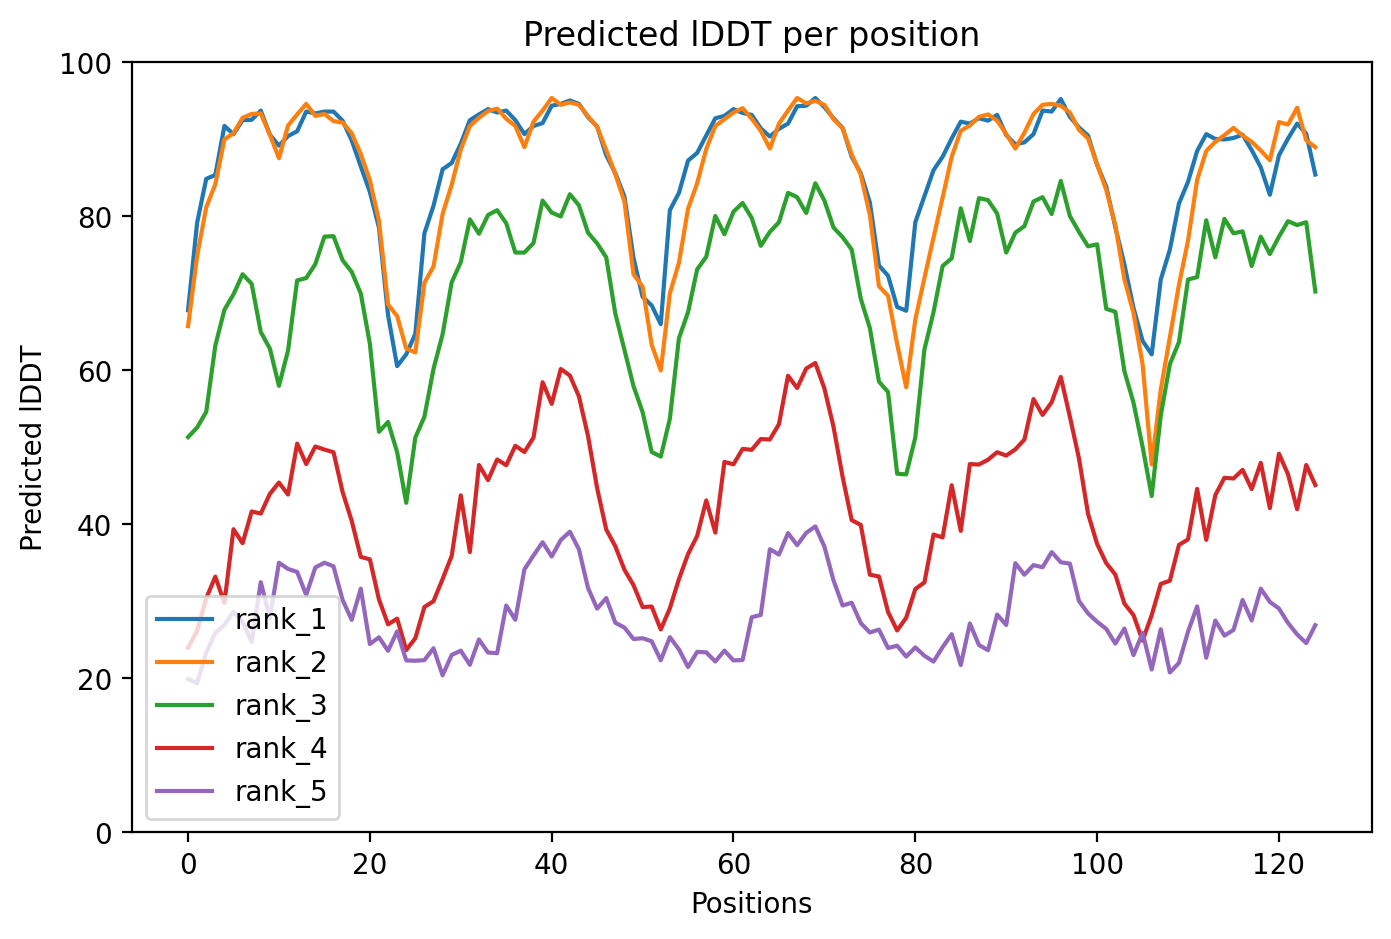 Predicted lDDT per position
100
80
60
40
20
0
Predicted lDDT
rank_1
rank_2
rank_3
rank_4
rank_5
0 20 40 60 80 100 120
Positions